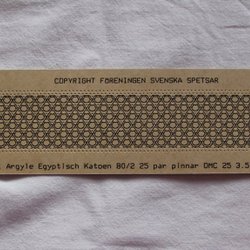 COPYRIGHT FÖRENINGEN SVENSKA SPETSAR
Argyle Egyptisch Katoen 80/2 25 par pinnar DMC 25 3.5